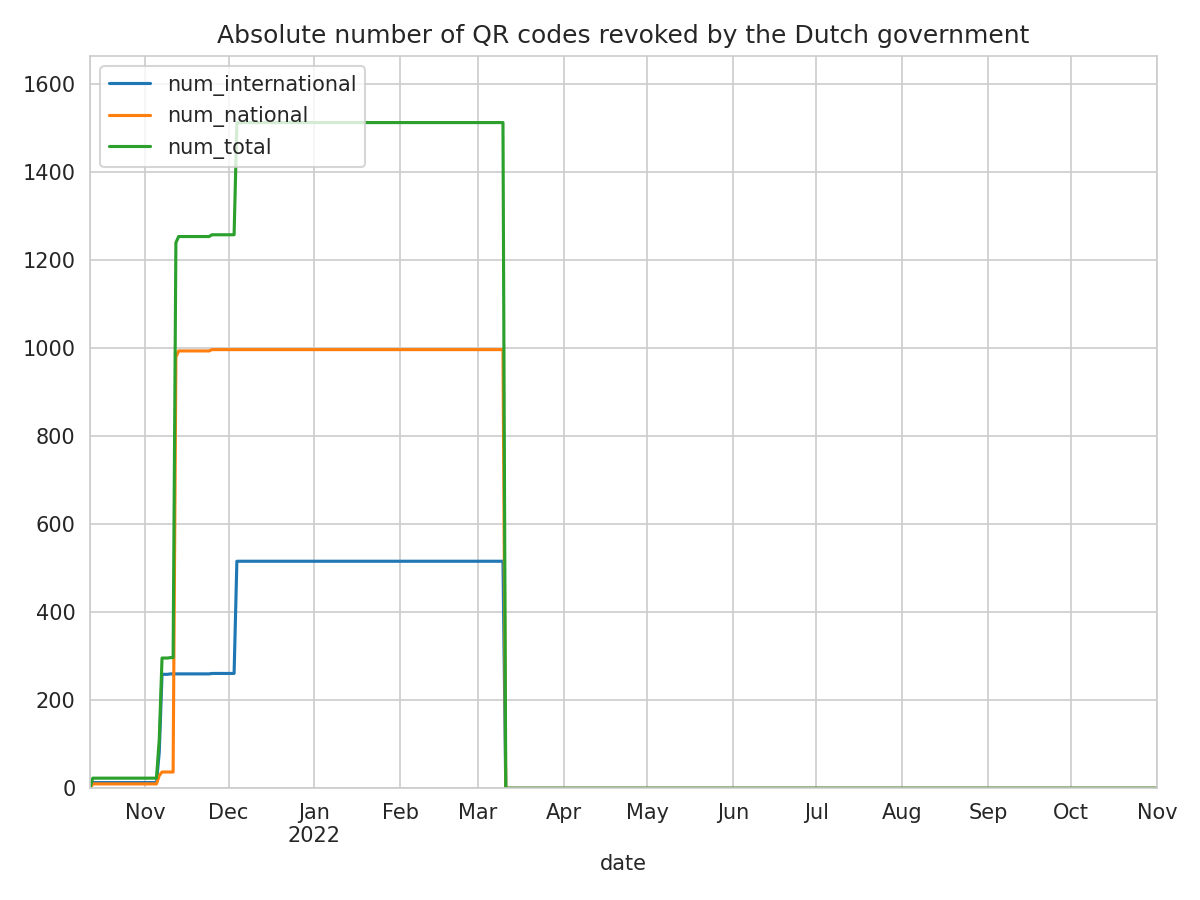 Absolute number of QR codes revoked by the Dutch government
num_international
num_national
num_total
1600
1400
1200
1000
800
600
400
200
0
Nov Dec Jan Feb Mar Apr May Jun Jul Aug Sep Oct Nov
2022
date